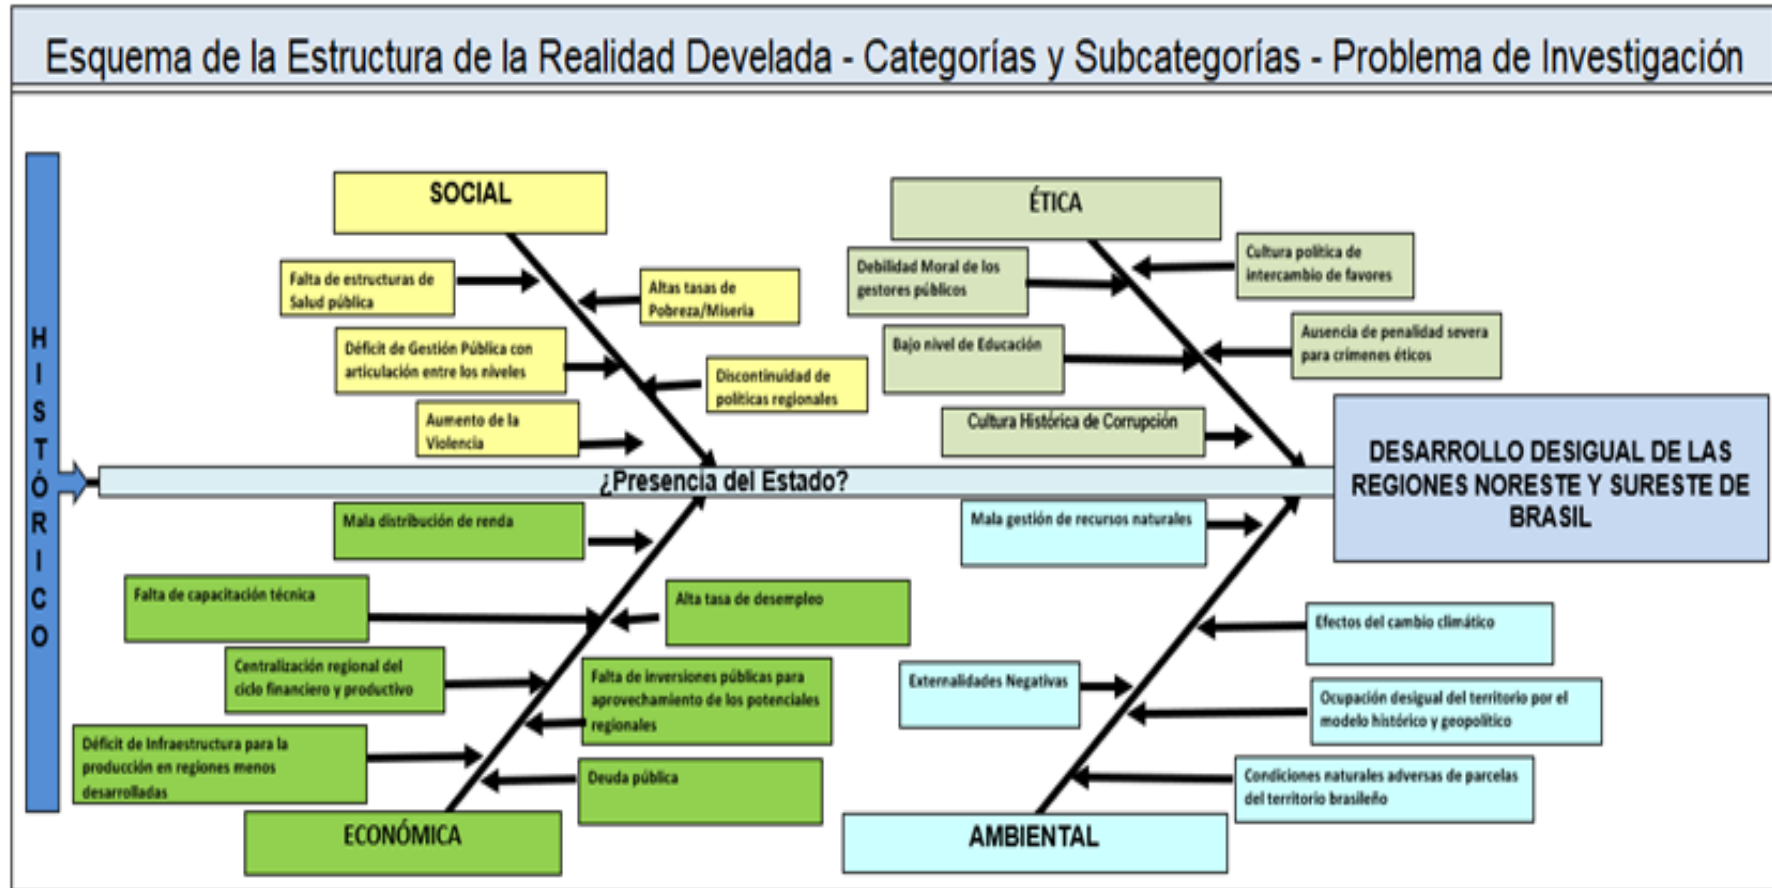 Esquema de la Estructura de la Realidad Develada - Categorías y Subcategorías - Problema de Investigación
HISTÓRICO
SOCIAL
Falta de estructuras de
Salud pública
Altas tasas de
Pobreza/Miseria
Déficit de Gestión Pública con
articulación entre los niveles
Discontinuidad de
políticas regionales
Aumento de la
Violencia
ÉTICA
Debilidad Moral de los
gestores públicos
Cultura política de
intercambio de favores
Bajo nivel de Educación
Ausencia de penalidad severa
para crímenes éticos
Cultura Histórica de Corrupción
¿Presencia del Estado?
DESARROLLO DESIGUAL DE LAS
REGIONES NORESTE Y SURESTE DE
BRASIL
Mala distribución de renda
Falta de capacitación técnica
Alta tasa de desempleo
Centralización regional del
ciclo financiero y productivo
Falta de inversiones públicas para
aprovechamiento de los potenciales
regionales
Déficit de Infraestructura para la
producción en regiones menos
desarrolladas
Deuda pública
ECONÓMICA
Mala gestión de recursos naturales
Efectos del cambio climático
Externalidades Negativas
Ocupación desigual del territorio por el
modelo histórico y geopolítico
Condiciones naturales adversas de parcelas
del territorio brasileño
AMBIENTAL